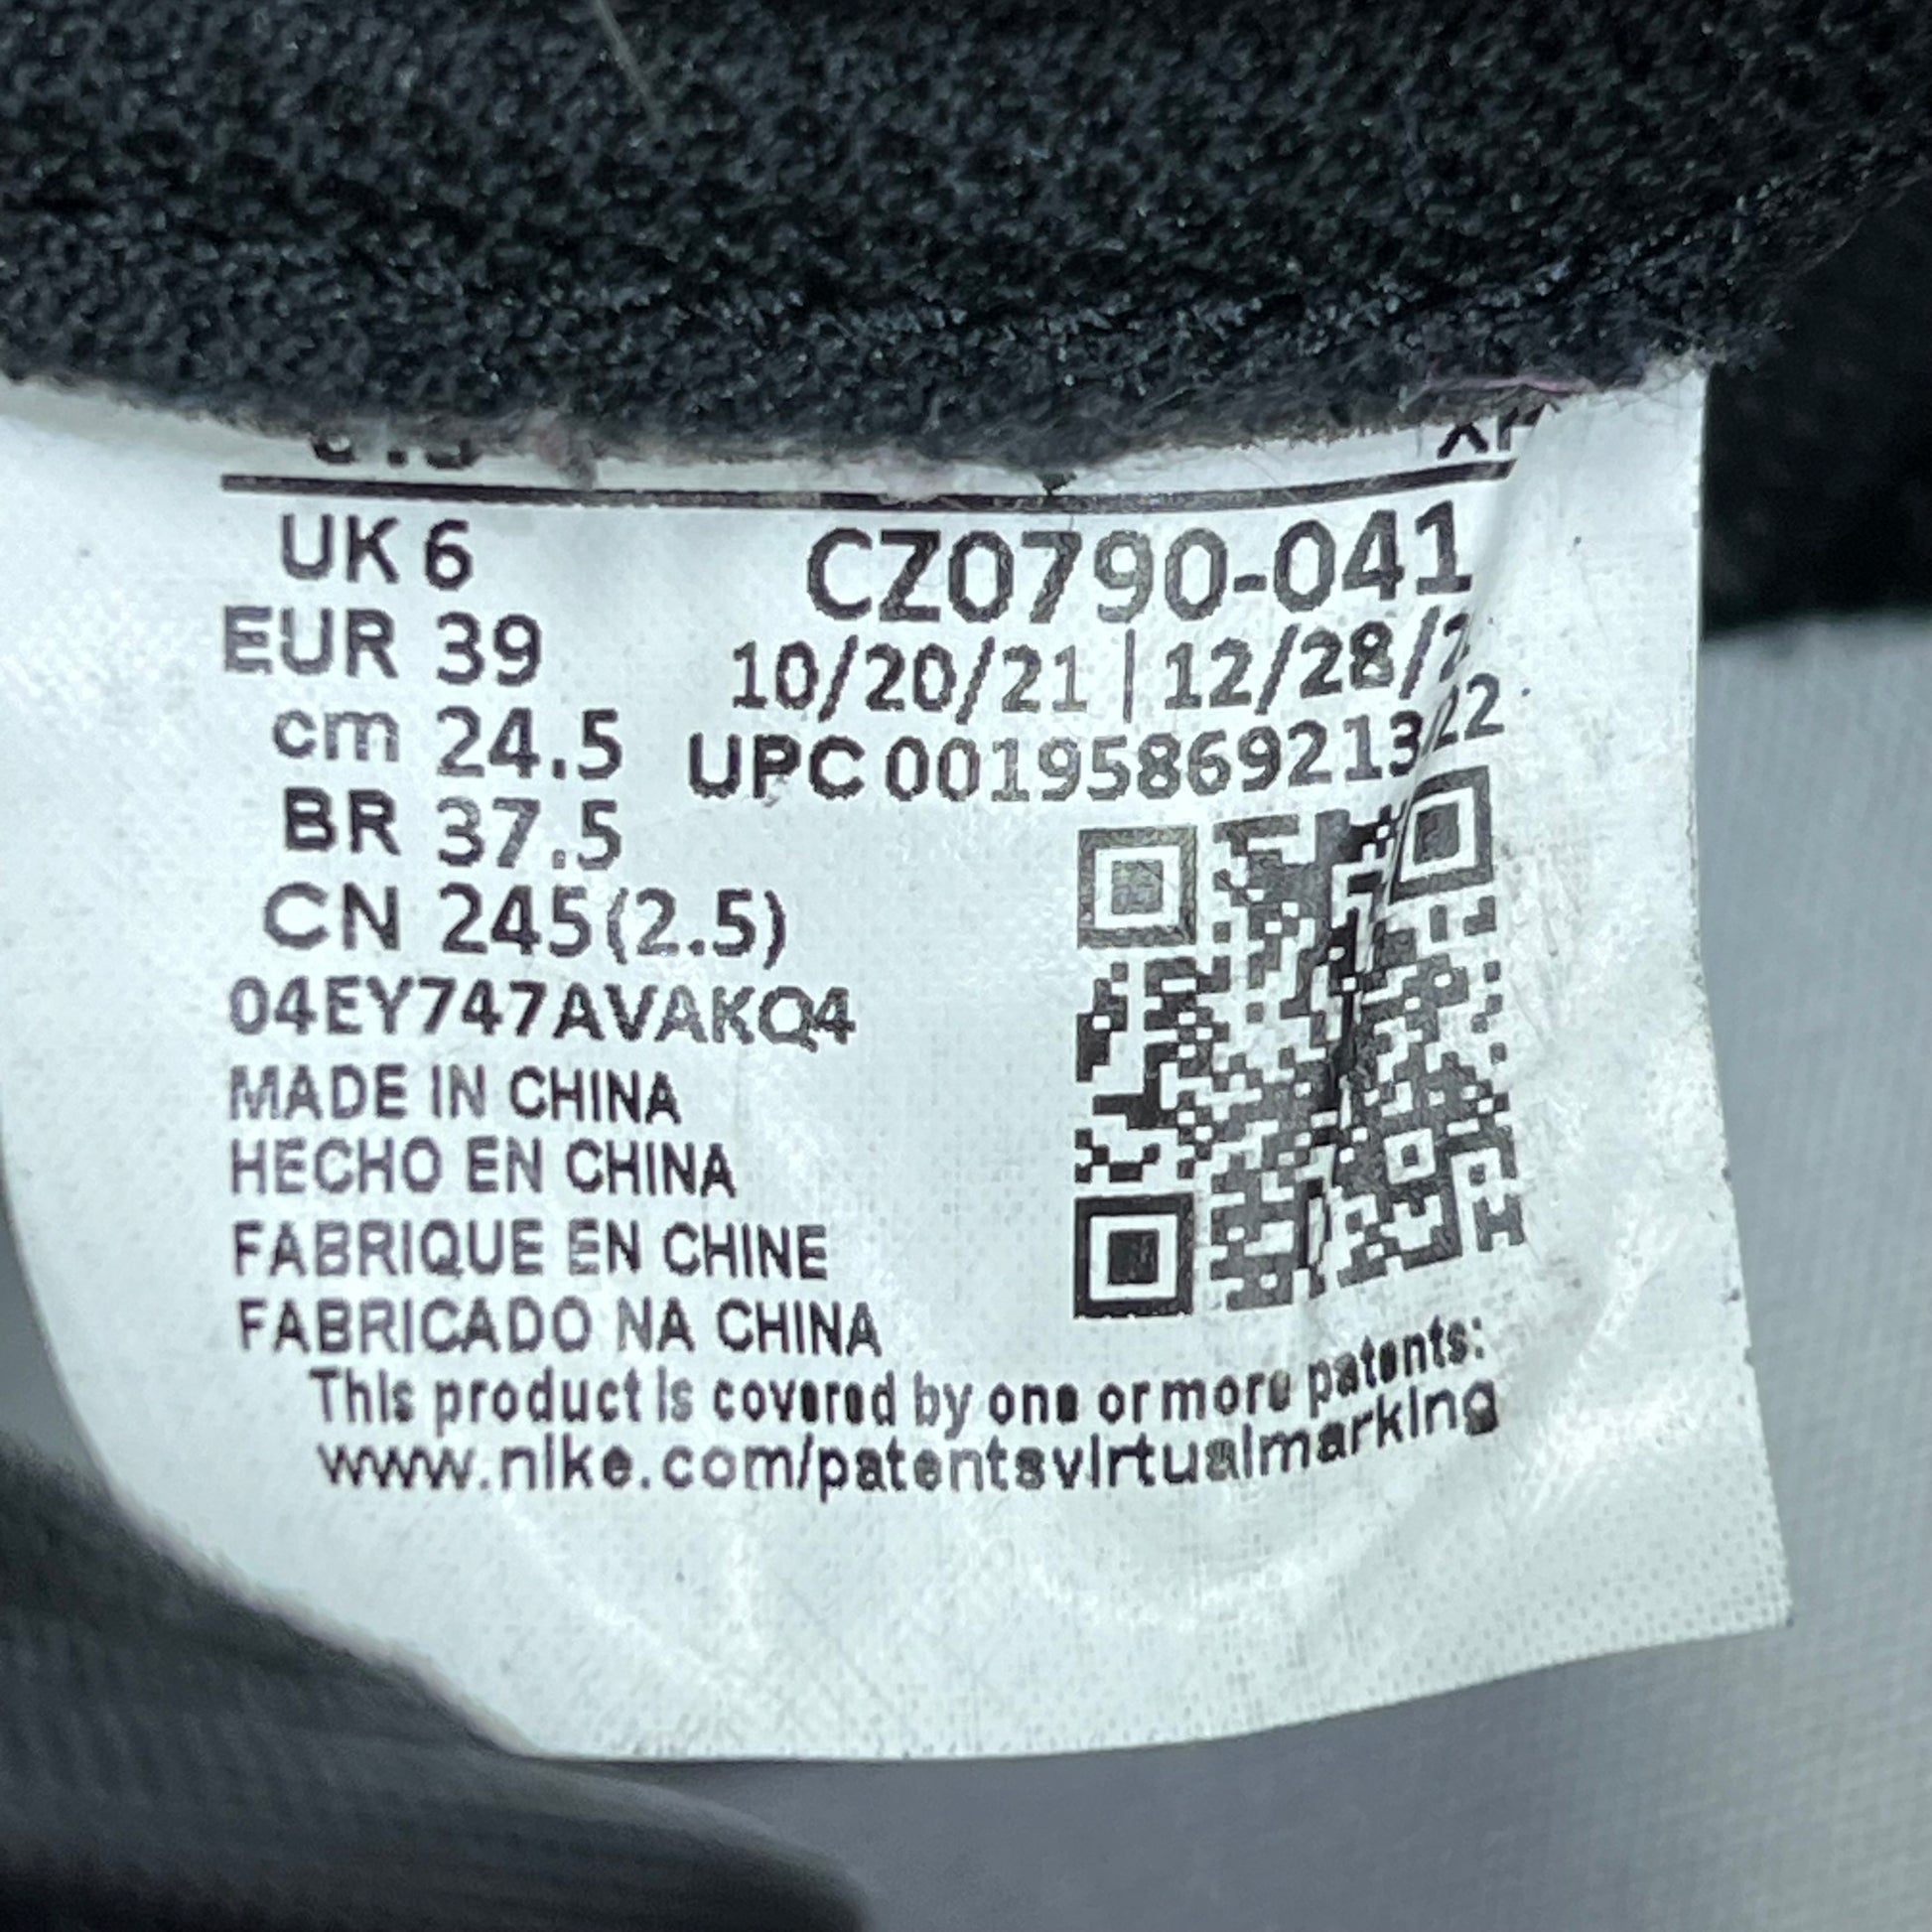 UK 6
EUR 39
cm 24.5
BR 37.5
CN 245(2.5)
04EY747AVAKQ4
MADE IN CHINA
HECHO EN CHINA
FABRIQUE EN CHINE
FABRICADO NA CHINA
CZ0790-041
10/20/21 | 12/28/2
UPC 00195869213222
This product is covered by one or more patents:
www.nike.com/patentsvirtualmarking